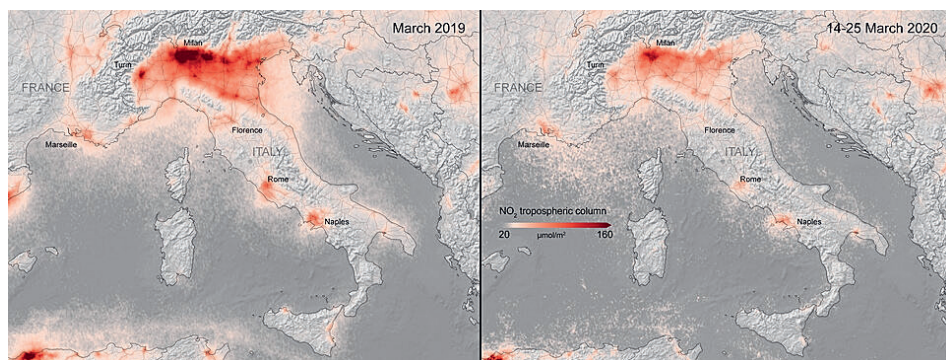 March 2019
Milan
Turin
FRANCE
Marseille
Florence
ITALY
Rome
Naples
14-25 March 2020
Milan
Turin
FRANCE
Marseille
Florence
ITALY
Rome
Naples
NO₂ tropospheric column
20 µmol/m² 160